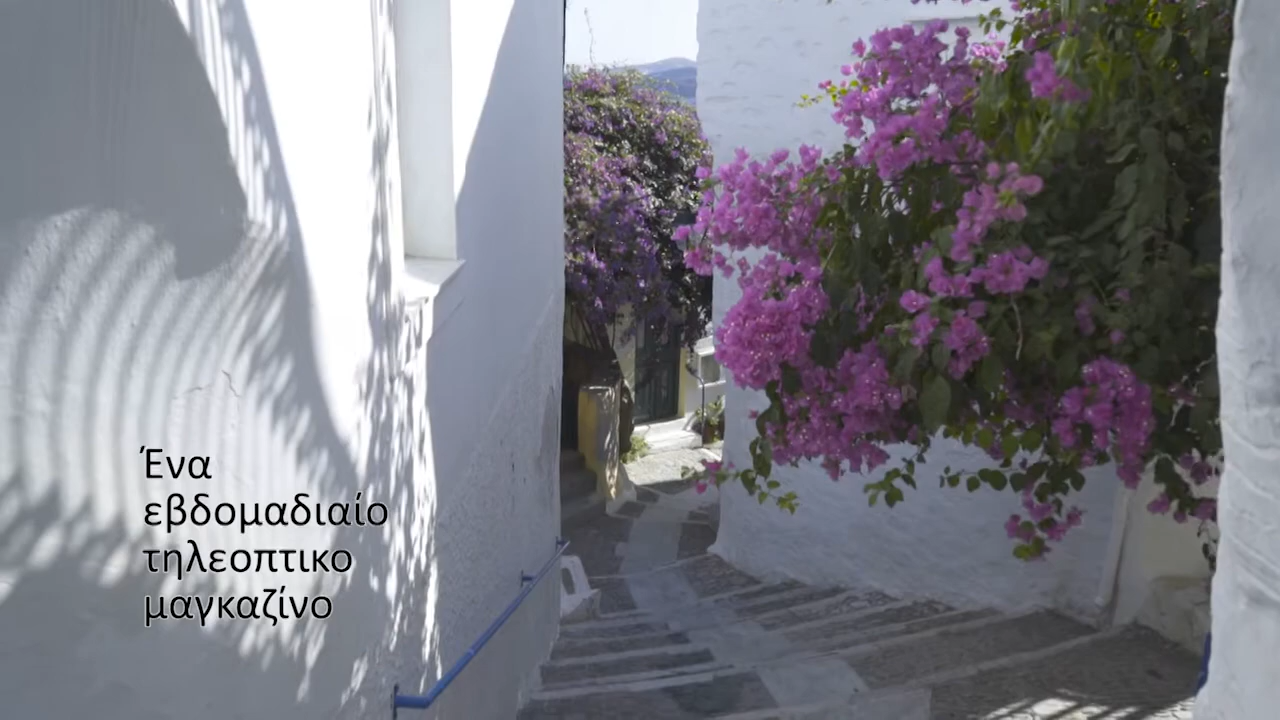 Ένα
εβδομαδιαίο
τηλεοπτικο
μαγκαζίνο